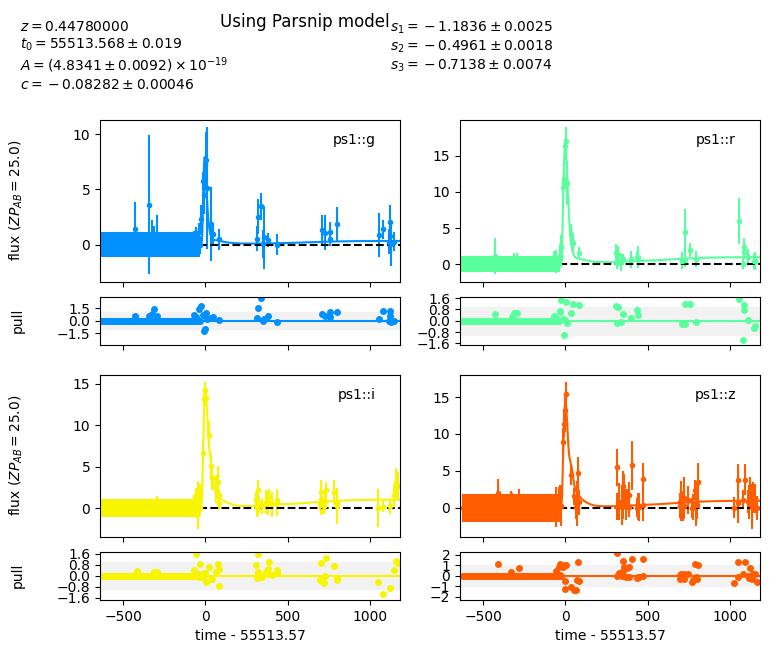 Using Parsnip model
z = 0.44780000
t₀ = 55513.568 ± 0.019
A = (4.8341 ± 0.0092) × 10⁻¹⁹
c = −0.08282 ± 0.00046
s₁ = −1.1836 ± 0.0025
s₂ = −0.4961 ± 0.0018
s₃ = −0.7138 ± 0.0074
flux (ZP_AB = 25.0)
10
5
0
ps1::g
15
10
5
0
ps1::r
pull
1.5
0.0
−1.5
1.6
0.8
0.0
−0.8
−1.6
flux (ZP_AB = 25.0)
15
10
5
0
ps1::i
15
10
5
0
ps1::z
pull
1.6
0.8
0.0
−0.8
−1.6
2
1
0
−1
−2
−500 0 500 1000
−500 0 500 1000
time - 55513.57
time - 55513.57